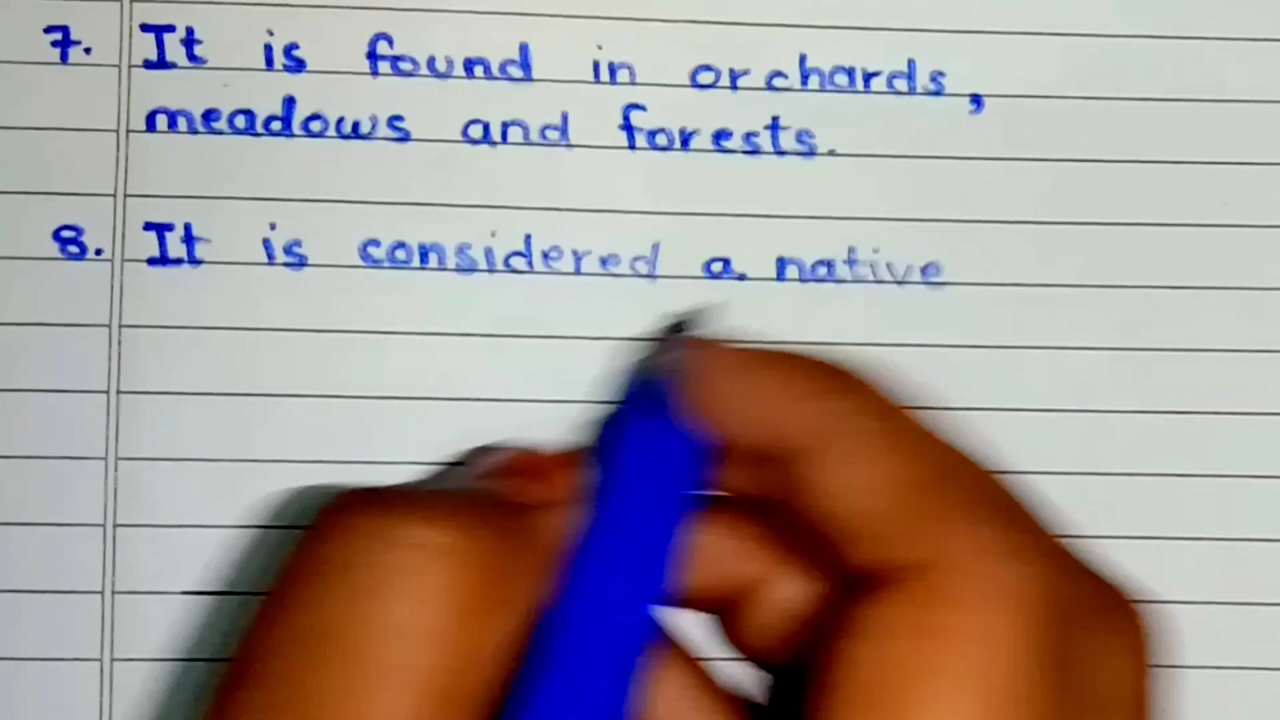 7. It is found in orchards,
meadows and forests.
8. It is considered a native